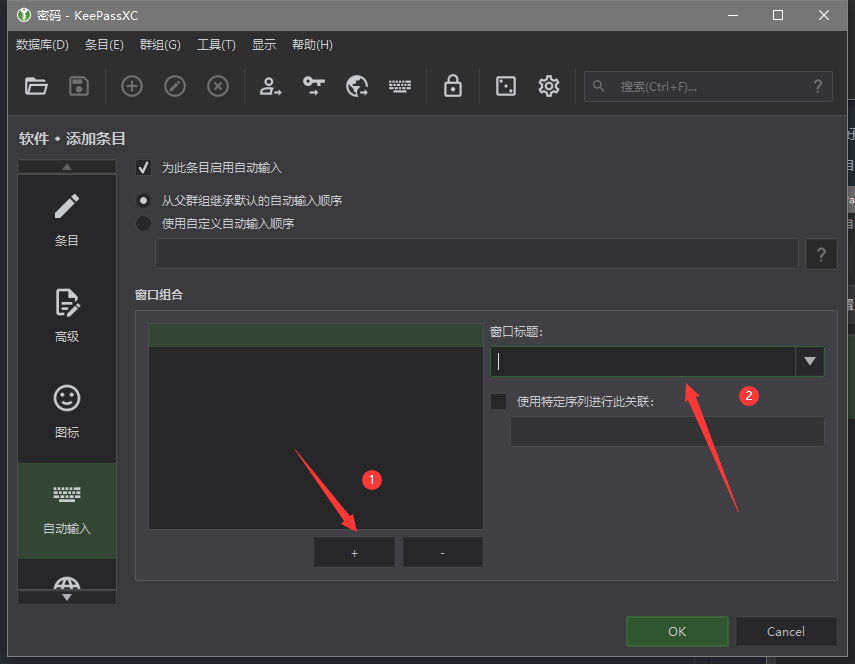 密码 - KeePassXC
数据库(D) 条目(E) 群组(G) 工具(T) 显示 帮助(H)
搜索(Ctrl+F)... ?
软件 • 添加条目
为此条目启用自动输入
从父群组继承默认的自动输入顺序
使用自定义自动输入顺序
?
条目
高级
图标
自动输入
窗口组合
窗口标题:
2
使用特定序列进行此关联:
1
+ -
OK Cancel